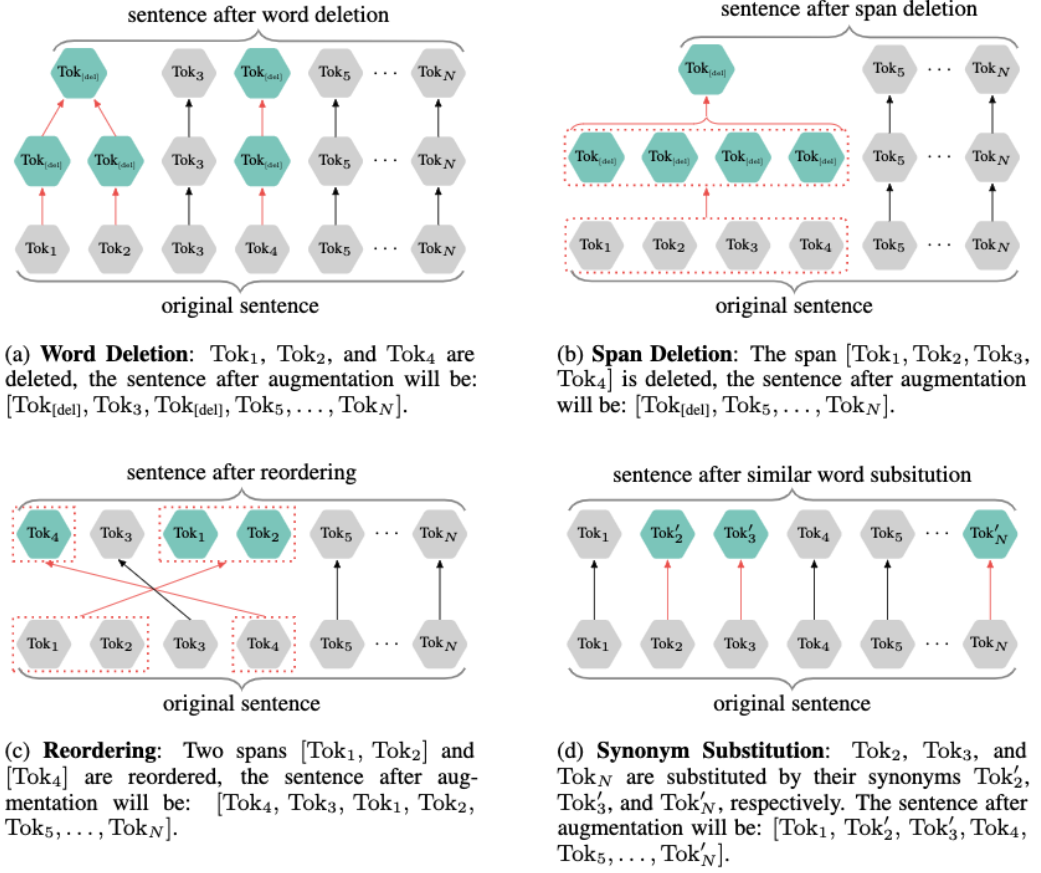 sentence after word deletion
Tok[del] Tok3 Tok[del] Tok5 ··· TokN
Tok[del] Tok[del] Tok3 Tok[del] Tok5 ··· TokN
Tok1 Tok2 Tok3 Tok4 Tok5 ··· TokN
original sentence
(a) Word Deletion: Tok1, Tok2, and Tok4 are
deleted, the sentence after augmentation will be:
[Tok[del], Tok3, Tok[del], Tok5, . . . , TokN].
sentence after span deletion
Tok[del] Tok5 ··· TokN
Tok[del] Tok[del] Tok[del] Tok[del] Tok5 ··· TokN
Tok1 Tok2 Tok3 Tok4 Tok5 ··· TokN
original sentence
(b) Span Deletion: The span [Tok1, Tok2, Tok3,
Tok4] is deleted, the sentence after augmentation
will be: [Tok[del], Tok5, . . . , TokN].
sentence after reordering
Tok4 Tok3 Tok1 Tok2 Tok5 ··· TokN
Tok1 Tok2 Tok3 Tok4 Tok5 ··· TokN
original sentence
(c) Reordering: Two spans [Tok1, Tok2] and
[Tok4] are reordered, the sentence after aug-
mentation will be: [Tok4, Tok3, Tok1, Tok2,
Tok5, . . . , TokN].
sentence after similar word subsitution
Tok1 Tok′2 Tok′3 Tok4 Tok5 ··· Tok′N
Tok1 Tok2 Tok3 Tok4 Tok5 ··· TokN
original sentence
(d) Synonym Substitution: Tok2, Tok3, and
TokN are substituted by their synonyms Tok′2,
Tok′3, and Tok′N, respectively. The sentence after
augmentation will be: [Tok1, Tok′2, Tok′3, Tok4,
Tok5, . . . , Tok′N].